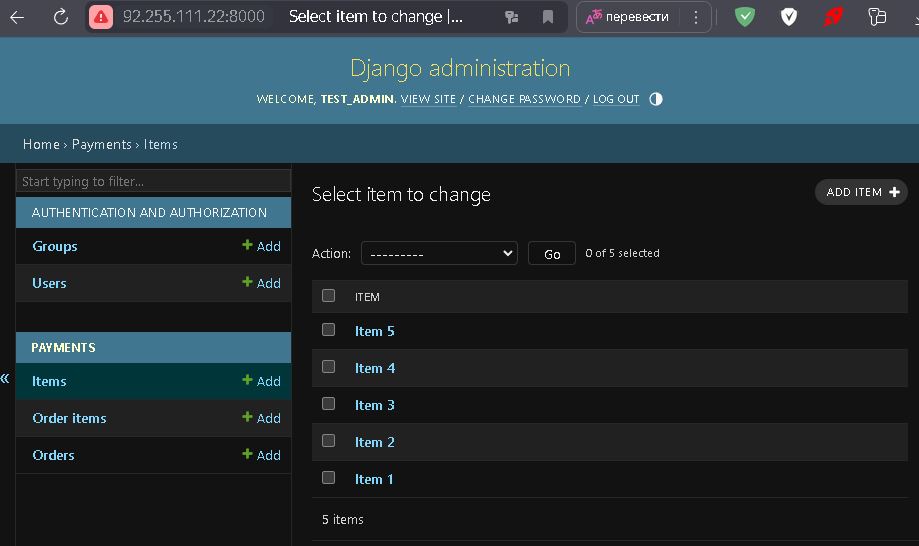 92.255.111.22:8000 Select item to change |... перевести
Django administration
WELCOME, TEST_ADMIN. VIEW SITE / CHANGE PASSWORD / LOG OUT
Home › Payments › Items
Start typing to filter...
AUTHENTICATION AND AUTHORIZATION
Groups + Add
Users + Add
PAYMENTS
«
Items + Add
Order items + Add
Orders + Add
Select item to change
ADD ITEM +
Action: --------- Go 0 of 5 selected
ITEM
Item 5
Item 4
Item 3
Item 2
Item 1
5 items